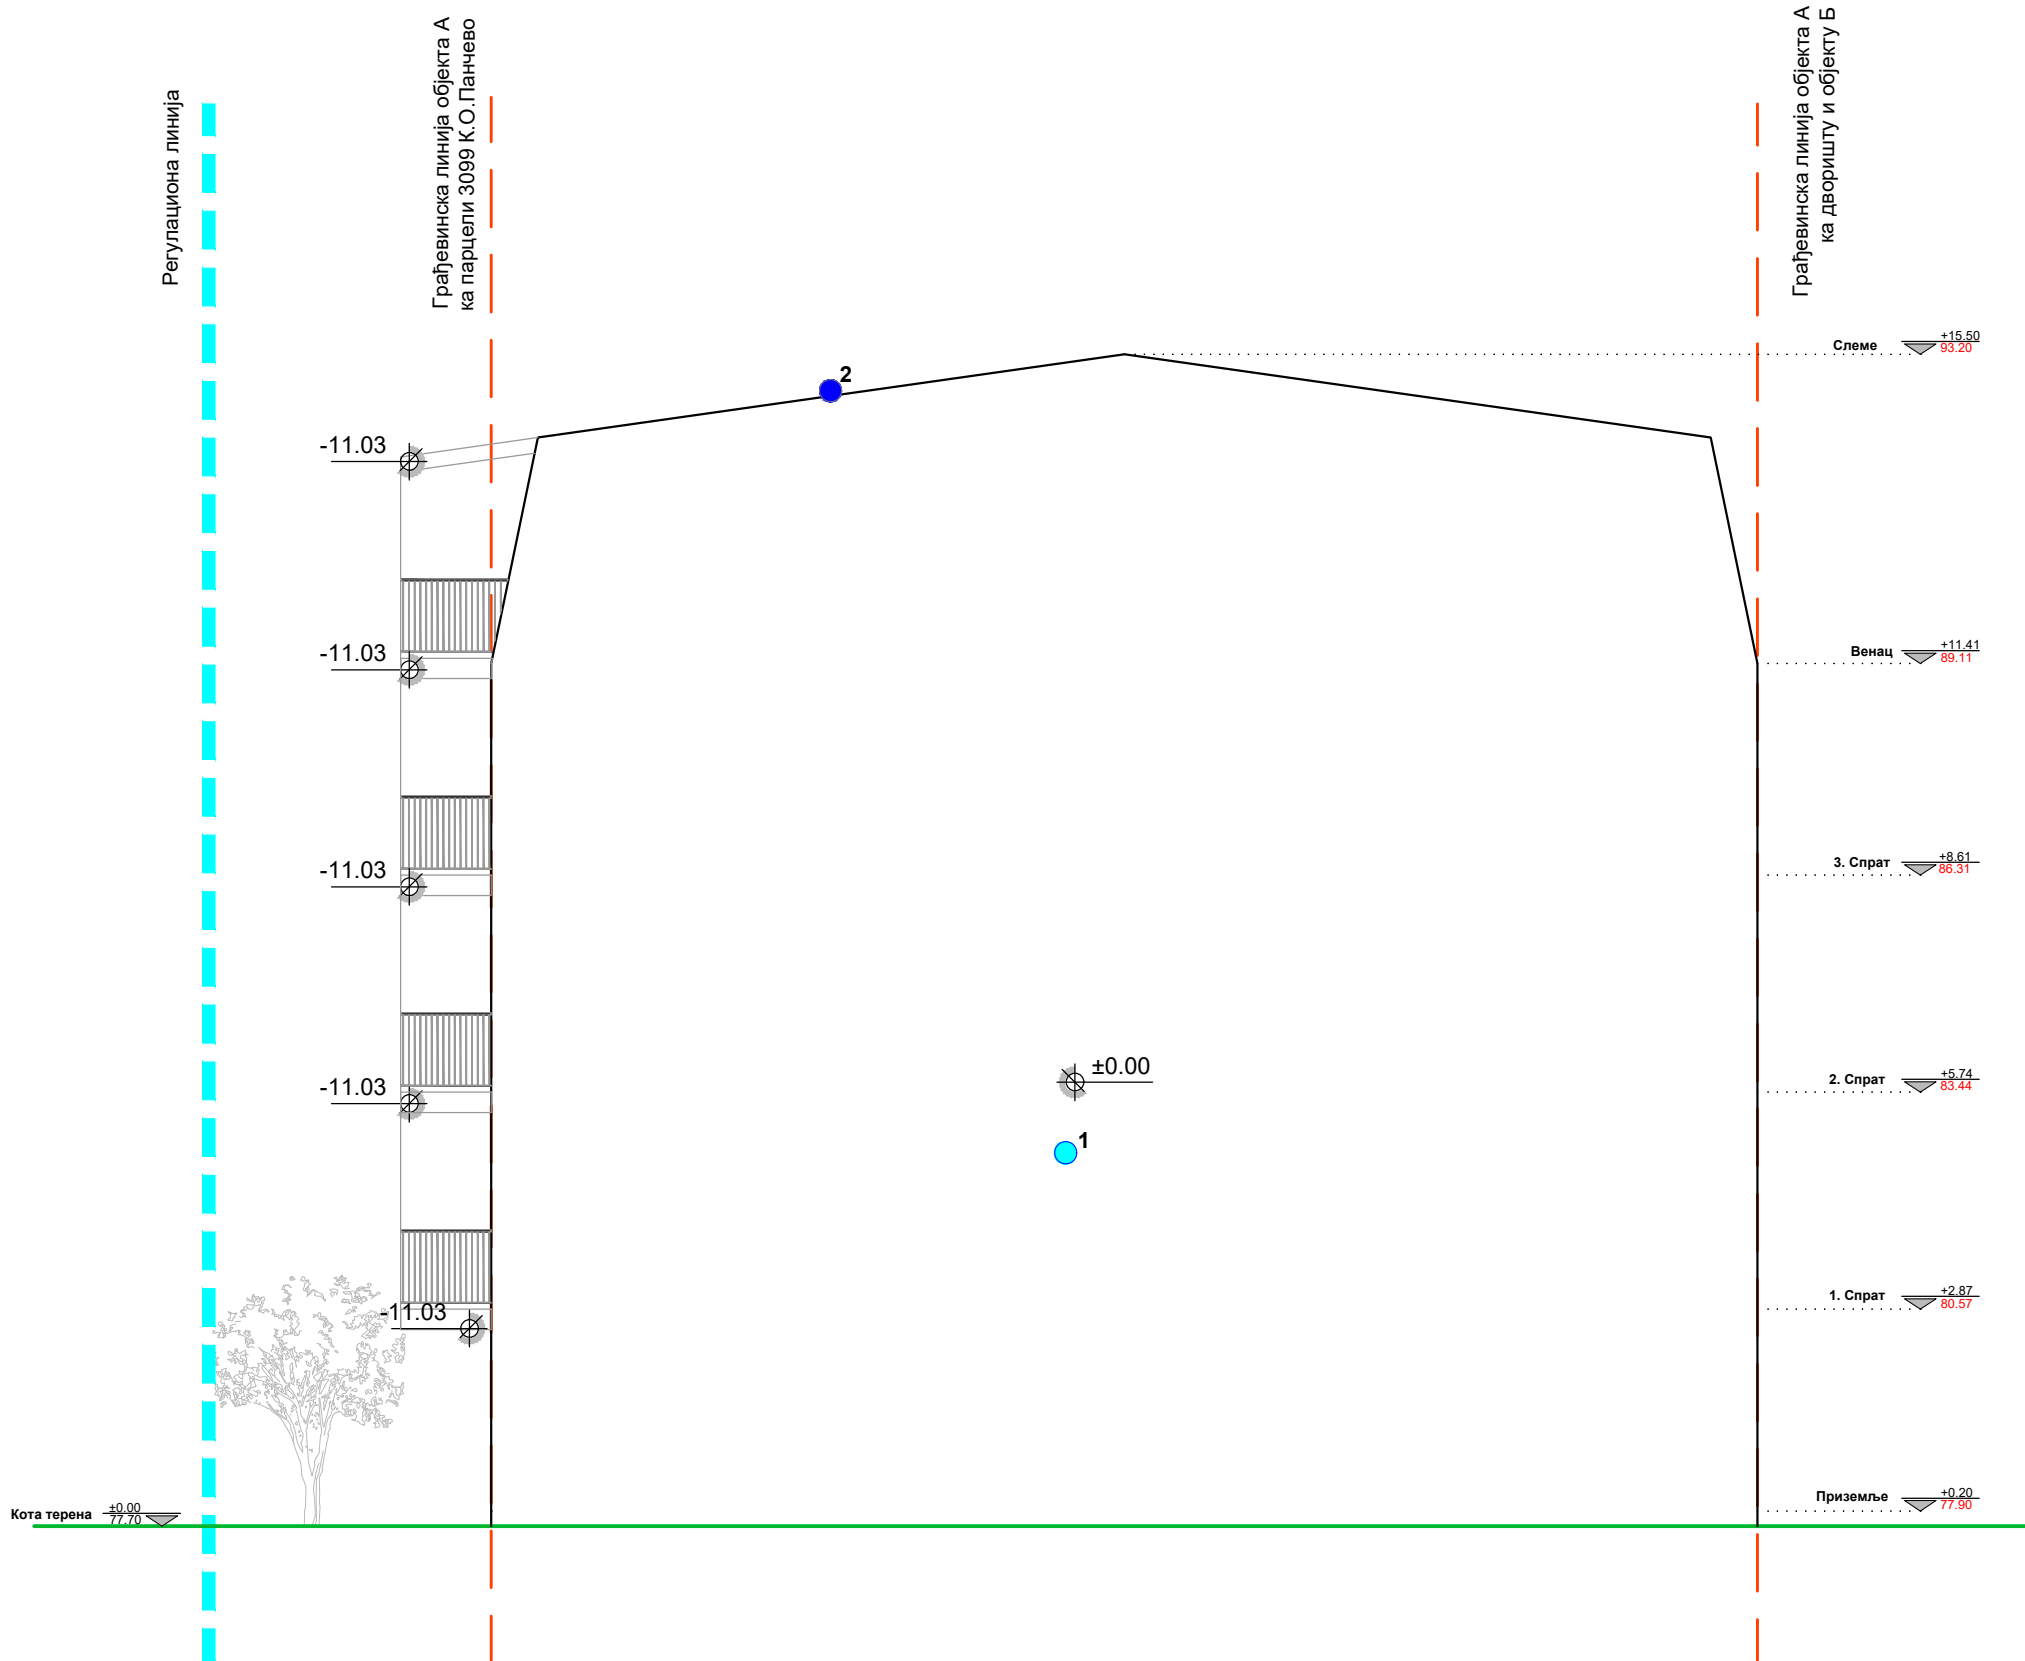 Регулациона линија
Грађевинска линија објекта А
ка парцели 3099 К.О.Панчево
Грађевинска линија објекта А
ка дворишту и објекту Б
Слеме +15.50
93.20
2
-11.03
-11.03
Венац +11.41
89.11
-11.03
3. Спрат +8.61
86.31
-11.03
±0.00
2. Спрат +5.74
83.44
1
-11.03
1. Спрат +2.87
80.57
Приземље +0.20
77.90
Кота терена ±0.00
77.70